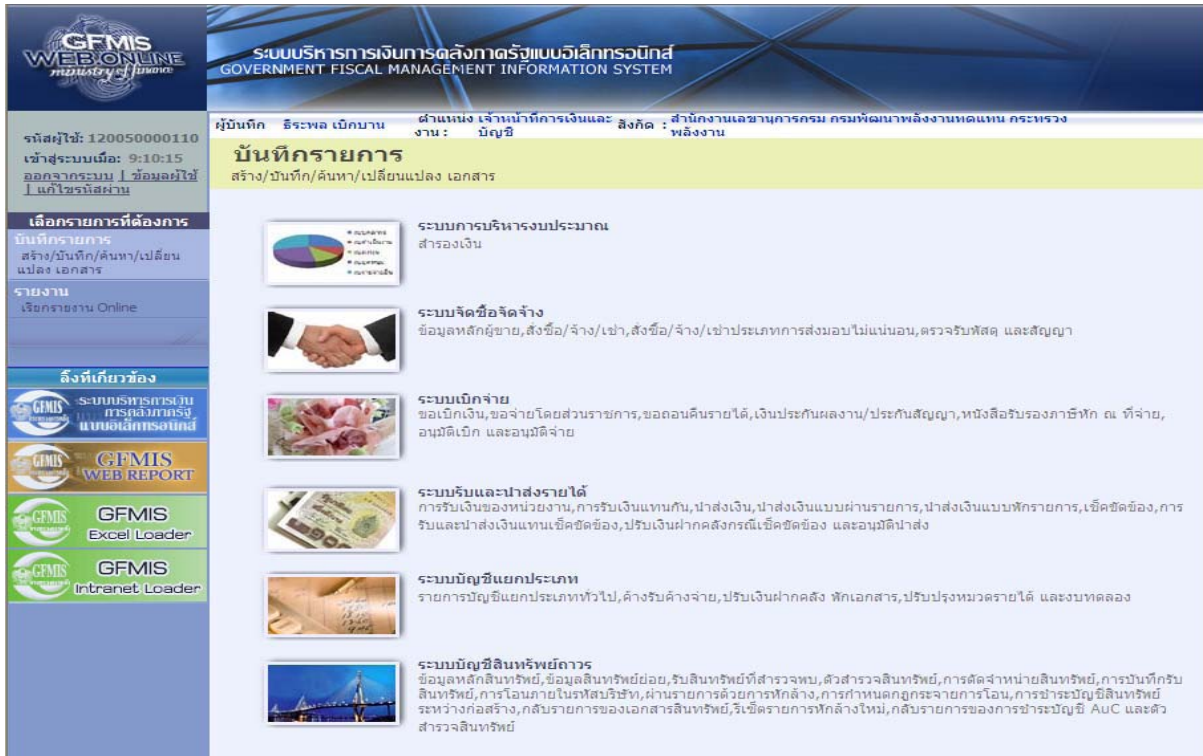 GFMIS
WEB ONLINE
ministry of finance
ระบบบริหารการเงินการคลังภาครัฐแบบอิเล็กทรอนิกส์
GOVERNMENT FISCAL MANAGEMENT INFORMATION SYSTEM
รหัสผู้ใช้: 120050000110
เข้าสู่ระบบเมื่อ: 9:10:15
ออกจากระบบ | ข้อมูลผู้ใช้
| แก้ไขรหัสผ่าน
เลือกรายการที่ต้องการ
บันทึกรายการ
สร้าง/บันทึก/ค้นหา/เปลี่ยน
แปลง เอกสาร
รายงาน
เรียกรายงาน Online
ลิ้งที่เกี่ยวข้อง
GFMIS ระบบบริหารการเงิน
การคลังภาครัฐ
แบบอิเล็กทรอนิกส์
GFMIS GFMIS
WEB REPORT
GFMIS GFMIS
Excel Loader
GFMIS GFMIS
Intranet Loader
ผู้บันทึก ธีระพล เบิกบาน ตำแหน่ง เจ้าหน้าที่การเงินและ สังกัด : สำนักงานเลขานุการกรม กรมพัฒนาพลังงานทดแทน กระทรวง
งาน : บัญชี พลังงาน
บันทึกรายการ
สร้าง/บันทึก/ค้นหา/เปลี่ยนแปลง เอกสาร
ระบบการบริหารงบประมาณ
สำรองเงิน
ระบบจัดซื้อจัดจ้าง
ข้อมูลหลักผู้ขาย,สั่งซื้อ/จ้าง/เช่า,สั่งซื้อ/จ้าง/เช่าประเภทการส่งมอบไม่แน่นอน,ตรวจรับพัสดุ และสัญญา
ระบบเบิกจ่าย
ขอเบิกเงิน,ขอจ่ายโดยส่วนราชการ,ขอถอนคืนรายได้,เงินประกันผลงาน/ประกันสัญญา,หนังสือรับรองภาษีหัก ณ ที่จ่าย,
อนุมัติเบิก และอนุมัติจ่าย
ระบบรับและนำส่งรายได้
การรับเงินของหน่วยงาน,การรับเงินแทนกัน,นำส่งเงิน,นำส่งเงินแบบผ่านรายการ,นำส่งเงินแบบพักรายการ,เช็คขัดข้อง,การ
รับและนำส่งเงินแทนเช็คขัดข้อง,ปรับเงินฝากคลังกรณีเช็คขัดข้อง และอนุมัตินำส่ง
ระบบบัญชีแยกประเภท
รายการบัญชีแยกประเภททั่วไป,ค้างรับค้างจ่าย,ปรับเงินฝากคลัง พักเอกสาร,ปรับปรุงหมวดรายได้ และงบทดลอง
ระบบบัญชีสินทรัพย์ถาวร
ข้อมูลหลักสินทรัพย์,ข้อมูลสินทรัพย์ย่อย,รับสินทรัพย์ที่สำรวจพบ,ตัวสำรวจสินทรัพย์,การตัดจำหน่ายสินทรัพย์,การบันทึกรับ
สินทรัพย์,การโอนภายในรหัสบริษัท,ผ่านรายการด้วยการหักล้าง,การกำหนดกฎกระจายการโอน,การชำระบัญชีสินทรัพย์
ระหว่างก่อสร้าง,กลับรายการของเอกสารสินทรัพย์,รีเซ็ตรายการหักล้างใหม่,กลับรายการของการชำระบัญชี AuC และตัว
สำรวจสินทรัพย์